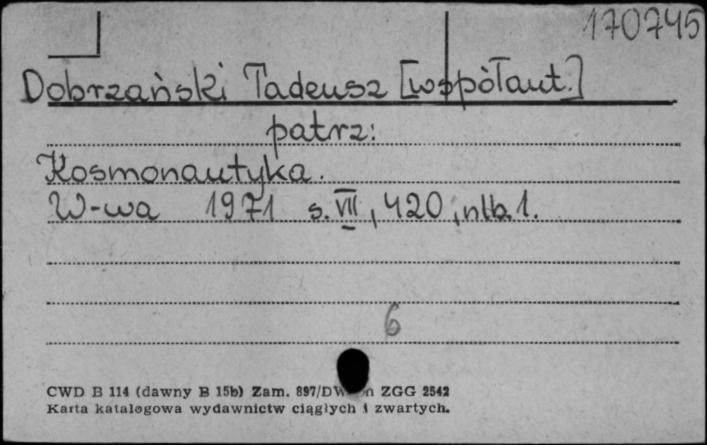 170745
Dobrzański Tadeusz [współaut.]
patrz:
Kosmonautyka.
W-wa 1971 s. VII, 420, nlb 1.
6
CWD B 114 (dawny B 15b) Zam. 897/DW n ZGG 2542
Karta katalogowa wydawnictw ciągłych i zwartych.